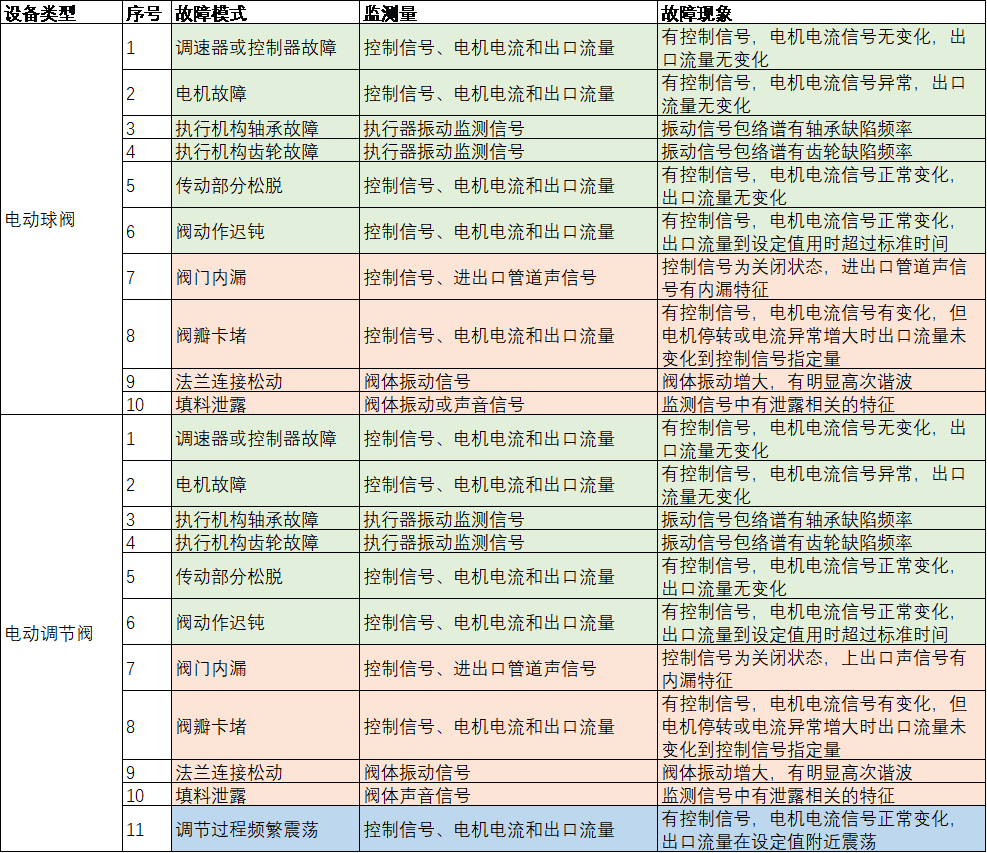 设备类型 序号 故障模式 监测量 故障现象
电动球阀
1 调速器或控制器故障 控制信号、电机电流和出口流量 有控制信号，电机电流信号无变化，出
口流量无变化
2 电机故障 控制信号、电机电流和出口流量 有控制信号，电机电流信号异常，出口
流量无变化
3 执行机构轴承故障 执行器振动监测信号 振动信号包络谱有轴承缺陷频率
4 执行机构齿轮故障 执行器振动监测信号 振动信号包络谱有齿轮缺陷频率
5 传动部分松脱 控制信号、电机电流和出口流量 有控制信号，电机电流信号正常变化，
出口流量无变化
6 阀动作迟钝 控制信号、电机电流和出口流量 有控制信号，电机电流信号正常变化，
出口流量到设定值用时超过标准时间
7 阀门内漏 控制信号、进出口管道声信号 控制信号为关闭状态，进出口管道声信
号有内漏特征
8 阀瓣卡堵 控制信号、电机电流和出口流量 有控制信号，电机电流信号有变化，但
电机停转或电流异常增大时出口流量未
变化到控制信号指定量
9 法兰连接松动 阀体振动信号 阀体振动增大，有明显高次谐波
10 填料泄露 阀体振动或声音信号 监测信号中有泄露相关的特征
电动调节阀
1 调速器或控制器故障 控制信号、电机电流和出口流量 有控制信号，电机电流信号无变化，出
口流量无变化
2 电机故障 控制信号、电机电流和出口流量 有控制信号，电机电流信号异常，出口
流量无变化
3 执行机构轴承故障 执行器振动监测信号 振动信号包络谱有轴承缺陷频率
4 执行机构齿轮故障 执行器振动监测信号 振动信号包络谱有齿轮缺陷频率
5 传动部分松脱 控制信号、电机电流和出口流量 有控制信号，电机电流信号正常变化，
出口流量无变化
6 阀动作迟钝 控制信号、电机电流和出口流量 有控制信号，电机电流信号正常变化，
出口流量到设定值用时超过标准时间
7 阀门内漏 控制信号、进出口管道声信号 控制信号为关闭状态，上出口声信号有
内漏特征
8 阀瓣卡堵 控制信号、电机电流和出口流量 有控制信号，电机电流信号有变化，但
电机停转或电流异常增大时出口流量未
变化到控制信号指定量
9 法兰连接松动 阀体振动信号 阀体振动增大，有明显高次谐波
10 填料泄露 阀体声音信号 监测信号中有泄露相关的特征
11 调节过程频繁震荡 控制信号、电机电流和出口流量 有控制信号，电机电流信号正常变化，
出口流量在设定值附近震荡